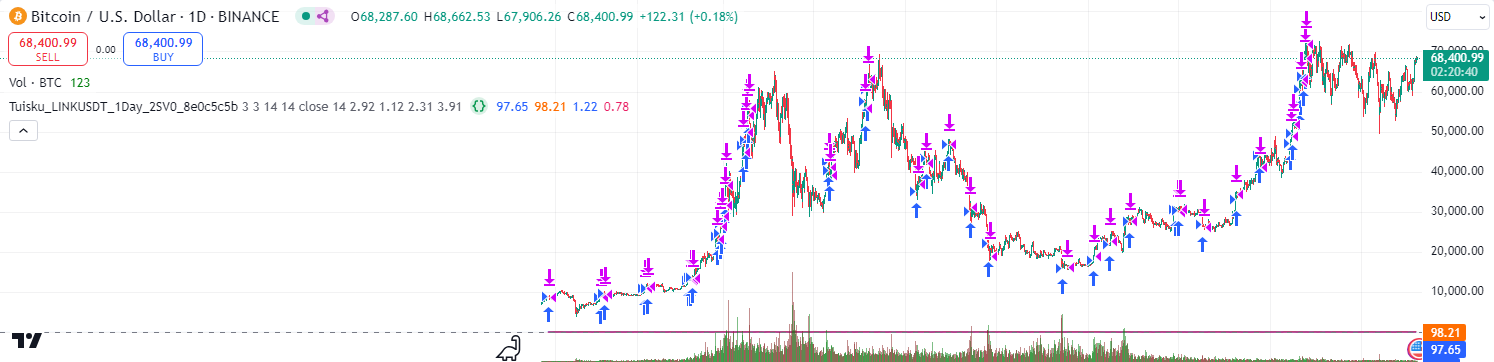 Bitcoin / U.S. Dollar · 1D · BINANCE O68,287.60 H68,662.53 L67,906.26 C68,400.99 +122.31 (+0.18%)
USD
68,400.99 SELL
0.00
68,400.99 BUY
Vol · BTC 123
Tuisku_LINKUSDT_1Day_2SV0_8e0c5c5b 3 3 14 14 close 14 2.92 1.12 2.31 3.91 {} 97.65 98.21 1.22 0.78
70,000.00
68,400.99
02:20:40
60,000.00
50,000.00
40,000.00
30,000.00
20,000.00
10,000.00
98.21
97.65